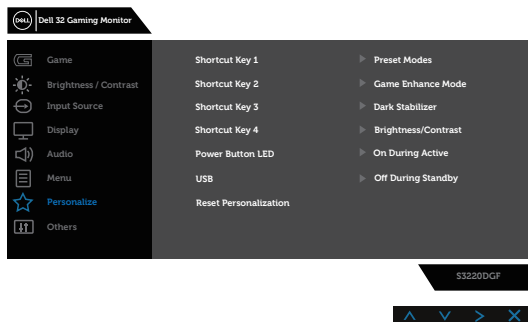 DELL Dell 32 Gaming Monitor
Game
Brightness / Contrast
Input Source
Display
Audio
Menu
Personalize
Others
Shortcut Key 1 Preset Modes
Shortcut Key 2 Game Enhance Mode
Shortcut Key 3 Dark Stabilizer
Shortcut Key 4 Brightness/Contrast
Power Button LED On During Active
USB Off During Standby
Reset Personalization
S3220DGF